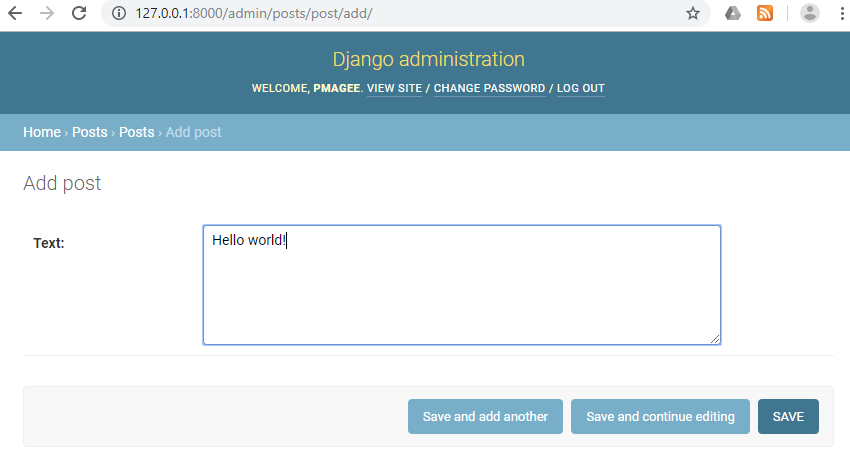 127.0.0.1:8000/admin/posts/post/add/
Django administration
WELCOME, PMAGEE. VIEW SITE / CHANGE PASSWORD / LOG OUT
Home › Posts › Posts › Add post
Add post
Text:
Hello world!
Save and add another
Save and continue editing
SAVE